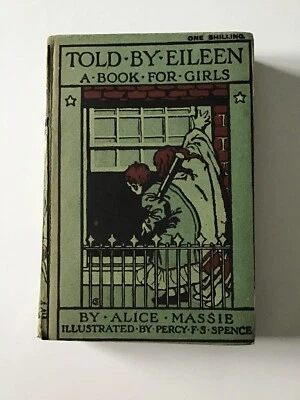 ONE SHILLING.
TOLD·BY·EILEEN
A·BOOK·FOR·GIRLS
BY·ALICE·MASSIE
ILLUSTRATED·BY·PERCY·F·S·SPENCE